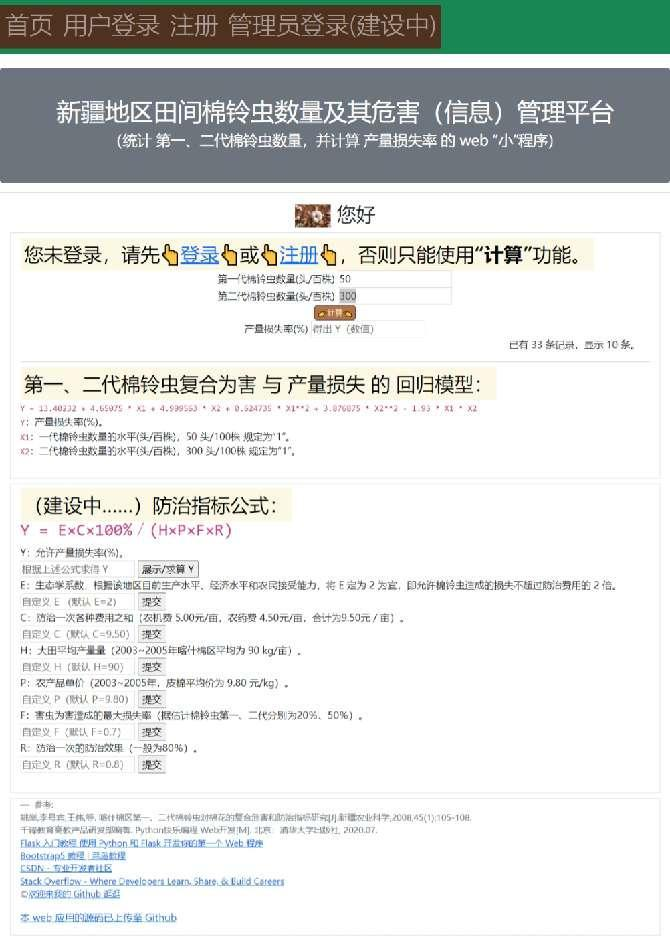 首页 用户登录 注册 管理员登录(建设中)
新疆地区田间棉铃虫数量及其危害（信息）管理平台
（统计 第一、二代棉铃虫数量，并计算 产量损失率 的 web “小”程序）
您好
您未登录，请先👆登录👆或👆注册👆，否则只能使用“计算”功能。
第一代棉铃虫数量(头/百株) 50
第二代棉铃虫数量(头/百株) 300
计算
产量损失率(%) 得出 Y（数值）
已有 33 条记录，显示 10 条。
第一、二代棉铃虫复合为害 与 产量损失 的 回归模型：
Y = 13.40232 + 4.65075 * X1 + 4.999563 * X2 + 0.624735 * X1**2 + 3.876875 * X2**2 - 1.95 * X1 * X2
Y：产量损失率(%)。
X1：一代棉铃虫数量的水平(头/百株)，50 头/100株 规定为“1”。
X2：二代棉铃虫数量的水平(头/百株)，300 头/100株 规定为“1”。
（建设中......）防治指标公式：
Y = E×C×100%/(H×P×F×R)
Y：允许产量损失率(%)。
根据上述公式求得 Y 展示/求算 Y
E：生态学系数，根据该地区目前生产水平、经济水平和农民接受能力，将 E 定为 2 为宜，即允许棉铃虫造成的损失不超过防治费用的 2 倍。
自定义 E （默认 E=2） 提交
C：防治一次各种费用之和（农机费 5.00元/亩，农药费 4.50元/亩，合计为9.50元 / 亩）。
自定义 C（默认 C=9.50） 提交
H：大田平均产量量（2003~2005年喀什棉区平均为 90 kg/亩）。
自定义 H（默认 H=90） 提交
P：农产品单价（2003~2005年，皮棉平均价为 9.80 元/kg）。
自定义 P（默认 P=9.80） 提交
F：害虫为害造成的最大损失率（据估计棉铃虫第一、二代分别为20%、50%）。
自定义 F（默认 F=0.7） 提交
R：防治一次的防治效果（一般为80%）。
自定义 R（默认 R=0.8） 提交
— 参考:
姚举,李号宾,王伟,等. 喀什棉区第一、二代棉铃虫对棉花的复合危害和防治指标研究[J].新疆农业科学,2008,45(1):105-108.
千锋教育高教产品研发部编著. Python快乐编程 Web开发[M]. 北京：清华大学出版社, 2020.07.
Flask 入门教程 使用 Python 和 Flask 开发你的第一个 Web 程序
Bootstrap5 教程 | 菜鸟教程
CSDN - 专业开发者社区
Stack Overflow - Where Developers Learn, Share, & Build Careers
©欢迎来我的 Github 逛逛
本 web 应用的源码已上传至 Github